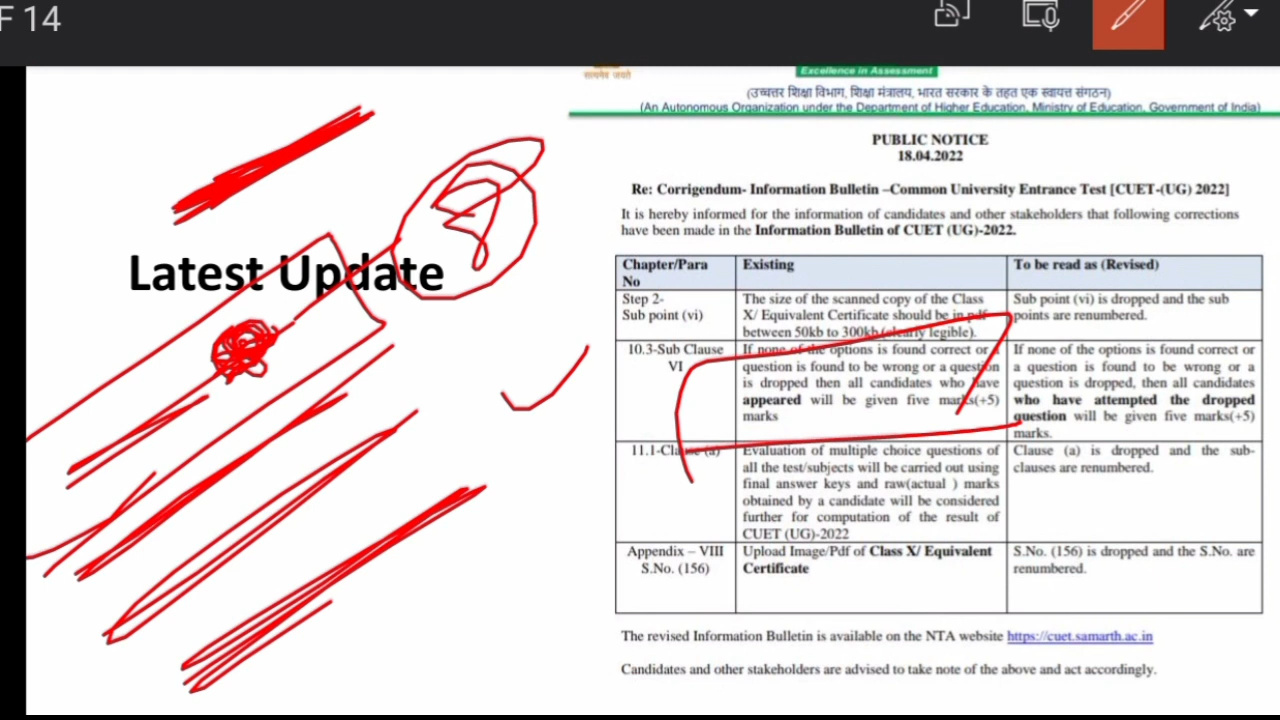 F 14
Latest Update
सत्यमेव जयते
Excellence in Assessment
(उच्चत्तर शिक्षा विभाग, शिक्षा मंत्रालय, भारत सरकार के तहत एक स्वायत्त संगठन)
(An Autonomous Organization under the Department of Higher Education, Ministry of Education, Government of India)
PUBLIC NOTICE
18.04.2022
Re: Corrigendum- Information Bulletin –Common University Entrance Test [CUET-(UG) 2022]
It is hereby informed for the information of candidates and other stakeholders that following corrections
have been made in the Information Bulletin of CUET (UG)-2022.
Chapter/Para
No
Existing
To be read as (Revised)
Step 2-
Sub point (vi)
The size of the scanned copy of the Class
X/ Equivalent Certificate should be in pdf
between 50kb to 300kb (clearly legible).
Sub point (vi) is dropped and the sub
points are renumbered.
10.3-Sub Clause
VI
If none of the options is found correct or a
question is found to be wrong or a question
is dropped then all candidates who have
appeared will be given five marks(+5)
marks
If none of the options is found correct or
a question is found to be wrong or a
question is dropped, then all candidates
who have attempted the dropped
question will be given five marks(+5)
marks.
11.1-Clause (a)
Evaluation of multiple choice questions of
all the test/subjects will be carried out using
final answer keys and raw(actual ) marks
obtained by a candidate will be considered
further for computation of the result of
CUET (UG)-2022
Clause (a) is dropped and the sub-
clauses are renumbered.
Appendix – VIII
S.No. (156)
Upload Image/Pdf of Class X/ Equivalent
Certificate
S.No. (156) is dropped and the S.No. are
renumbered.
The revised Information Bulletin is available on the NTA website https://cuet.samarth.ac.in
Candidates and other stakeholders are advised to take note of the above and act accordingly.